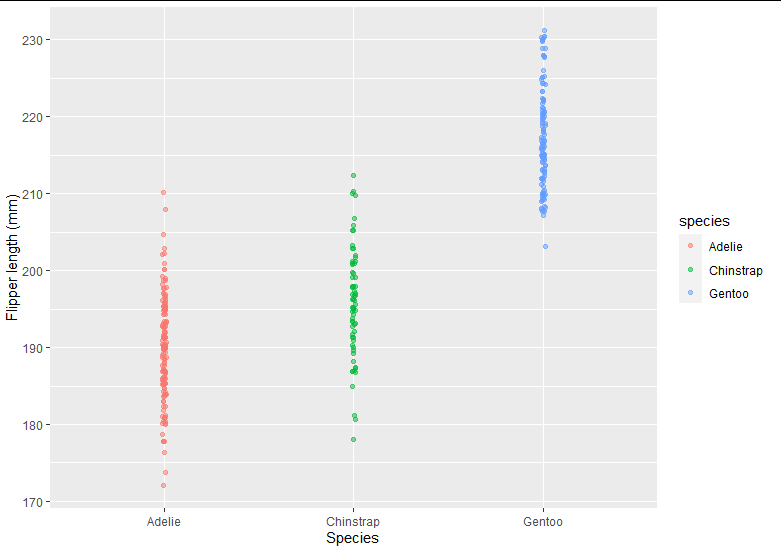 230
220
210
200
190
180
170
Flipper length (mm)
Adelie
Chinstrap
Gentoo
Species
species
Adelie
Chinstrap
Gentoo